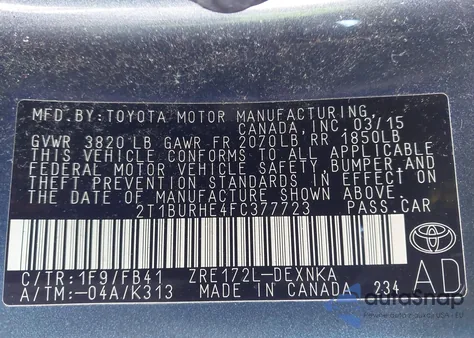 MFD. BY: TOYOTA MOTOR MANUFACTURING,
CANADA, INC. 03/15
GVWR 3820 LB GAWR FR 2070LB RR 1850LB
THIS VEHICLE CONFORMS TO ALL APPLICABLE
FEDERAL MOTOR VEHICLE SAFETY BUMPER, AND
THEFT PREVENTION STANDARDS IN EFFECT ON
THE DATE OF MANUFACTURE SHOWN ABOVE.
2T1BURHE4FC377723 PASS.CAR
C/TR:1F9/FB41 ZRE172L-DEXNKA
A/TM:-04A/K313 MADE IN CANADA 234
AD
autoSnap